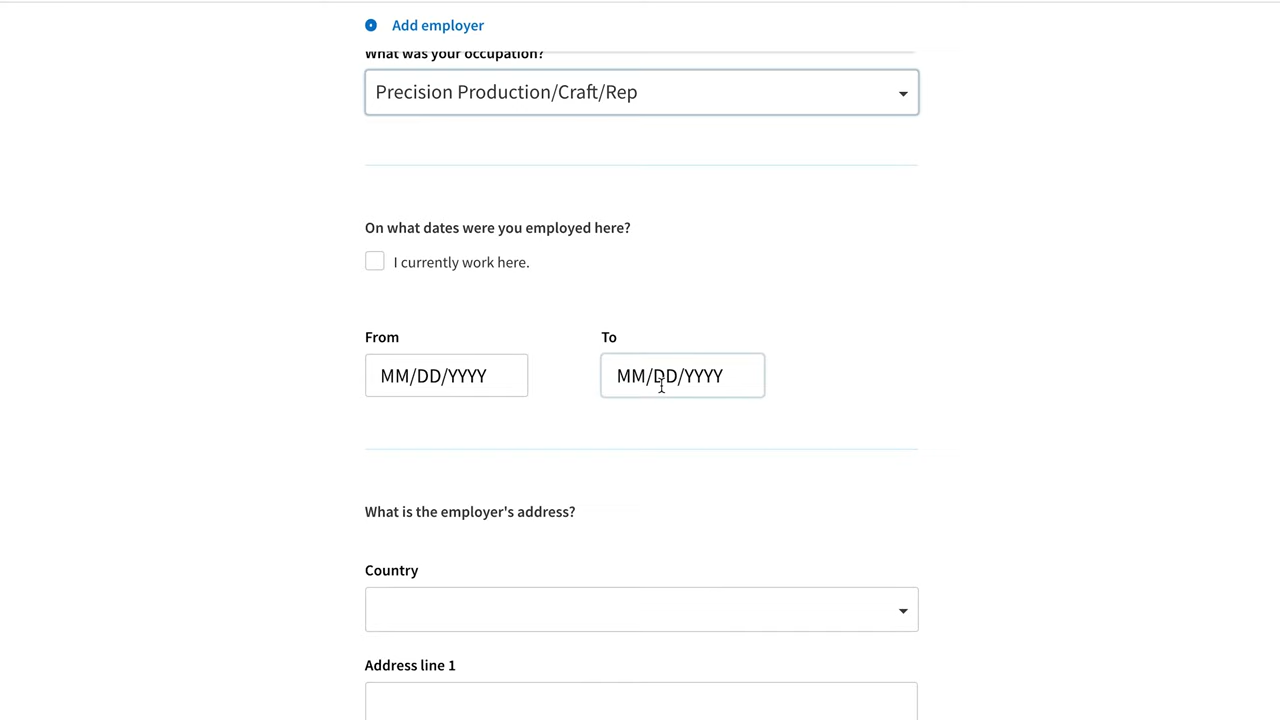 Add employer
What was your occupation?
Precision Production/Craft/Rep
On what dates were you employed here?
I currently work here.
From To
MM/DD/YYYY MM/DD/YYYY
What is the employer's address?
Country
Address line 1